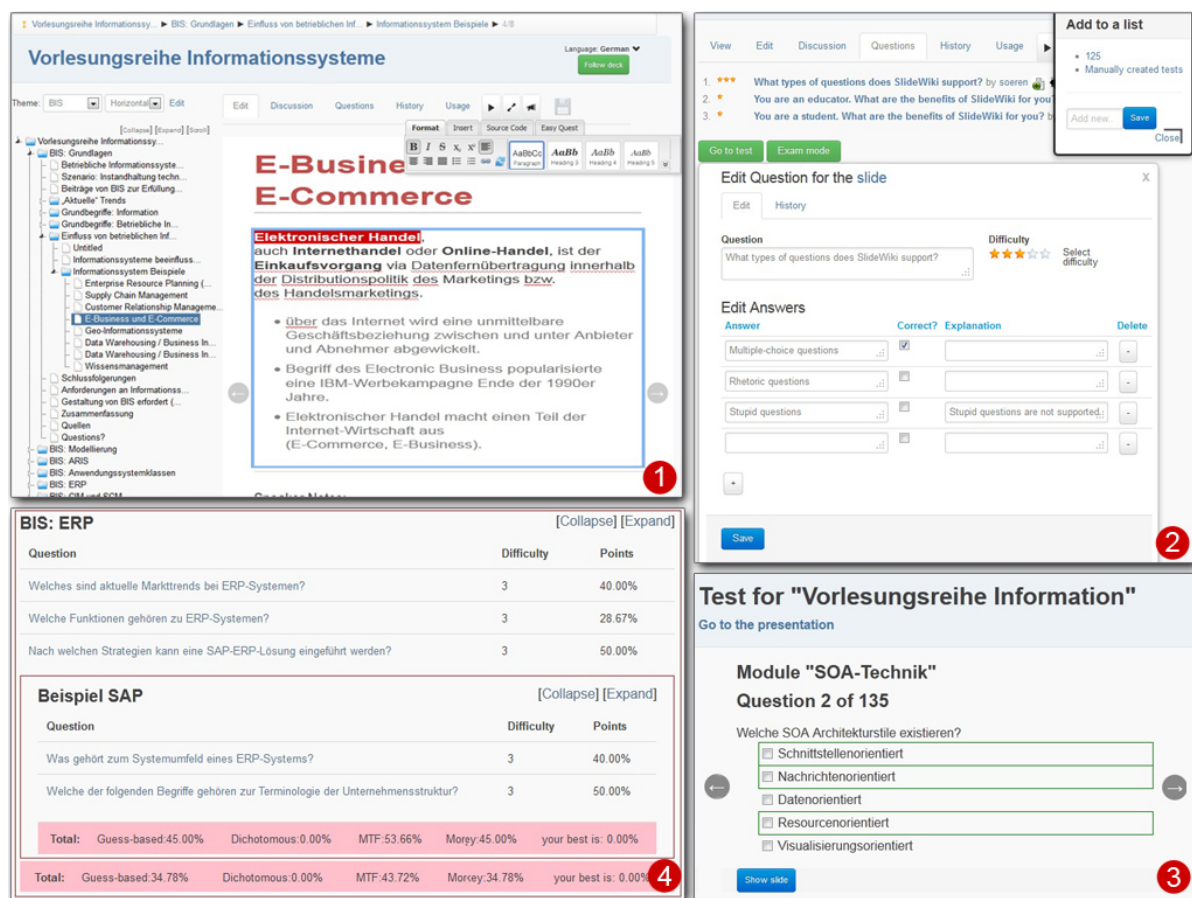 Vorlesungsreihe Informationssy... ► BIS: Grundlagen ► Einfluss von betrieblichen Inf... ► Informationssystem Beispiele ► 4/8
Vorlesungsreihe Informationssysteme
Language: German
Follow deck
Theme: BIS Horizontal Edit
Edit Discussion Questions History Usage
[Collapse] [Expand] [Scroll]
Format Insert Source Code Easy Quest
B I S X, X
AaBbCc AaBb AaBb AaBb
Paragraph Heading 3 Heading 4 Heading 5
Vorlesungsreihe Informationssy...
BIS: Grundlagen
Betriebliche Informationssyste...
Szenario: Instandhaltung techn...
Beiträge von BIS zur Erfüllung...
„Aktuelle“ Trends
Grundbegriffe: Information
Grundbegriffe: Betriebliche In...
Einfluss von betrieblichen Inf...
Untitled
Informationssysteme beeinfluss...
Informationssystem Beispiele
Enterprise Resource Planning (...
Supply Chain Management
Customer Relationship Manageme...
E-Business und E-Commerce
Geo-Informationssysteme
Data Warehousing / Business In...
Data Warehousing / Business In...
Wissensmanagement
Schlussfolgerungen
Anforderungen an Informationss...
Gestaltung von BIS erfordert (...
Zusammenfassung
Quellen
Questions?
BIS: Modellierung
BIS: ARIS
BIS: Anwendungssystemklassen
BIS: ERP
BIS: CIM und SCM
E-Busine
E-Commerce
Elektronischer Handel,
auch Internethandel oder Online-Handel, ist der
Einkaufsvorgang via Datenfernübertragung innerhalb
der Distributionspolitik des Marketings bzw.
des Handelsmarketings.
• über das Internet wird eine unmittelbare
Geschäftsbeziehung zwischen und unter Anbieter
und Abnehmer abgewickelt.
• Begriff des Electronic Business popularisierte
eine IBM-Werbekampagne Ende der 1990er
Jahre.
• Elektronischer Handel macht einen Teil der
Internet-Wirtschaft aus
(E-Commerce, E-Business).
Speaker Notes:
1
View Edit Discussion Questions History Usage
Add to a list
• 125
• Manually created tests
Add new.. Save
Close
1. What types of questions does SlideWiki support? by soeren
2. You are an educator. What are the benefits of SlideWiki for you?
3. You are a student. What are the benefits of SlideWiki for you? b
Go to test Exam mode
Edit Question for the slide x
Edit History
Question Difficulty
What types of questions does SlideWiki support?
Select
difficulty
Edit Answers
Answer Correct? Explanation Delete
Multiple-choice questions -
Rhetoric questions -
Stupid questions Stupid questions are not supported. -
-
+
Save
2
Test for "Vorlesungsreihe Information"
Go to the presentation
Module "SOA-Technik"
Question 2 of 135
Welche SOA Architekturstile existieren?
Schnittstellenorientiert
Nachrichtenorientiert
Datenorientiert
Resourcenorientiert
Visualisierungsorientiert
Show slide
3
BIS: ERP [Collapse] [Expand]
Question Difficulty Points
Welches sind aktuelle Markttrends bei ERP-Systemen? 3 40.00%
Welche Funktionen gehören zu ERP-Systemen? 3 28.67%
Nach welchen Strategien kann eine SAP-ERP-Lösung eingeführt werden? 3 50.00%
Beispiel SAP [Collapse] [Expand]
Question Difficulty Points
Was gehört zum Systemumfeld eines ERP-Systems? 3 40.00%
Welche der folgenden Begriffe gehören zur Terminologie der Unternehmensstruktur? 3 50.00%
Total: Guess-based:45.00% Dichotomous:0.00% MTF:53.66% Morey:45.00% your best is: 0.00%
Total: Guess-based:34.78% Dichotomous:0.00% MTF:43.72% Morcey:34.78% your best is: 0.00%
4